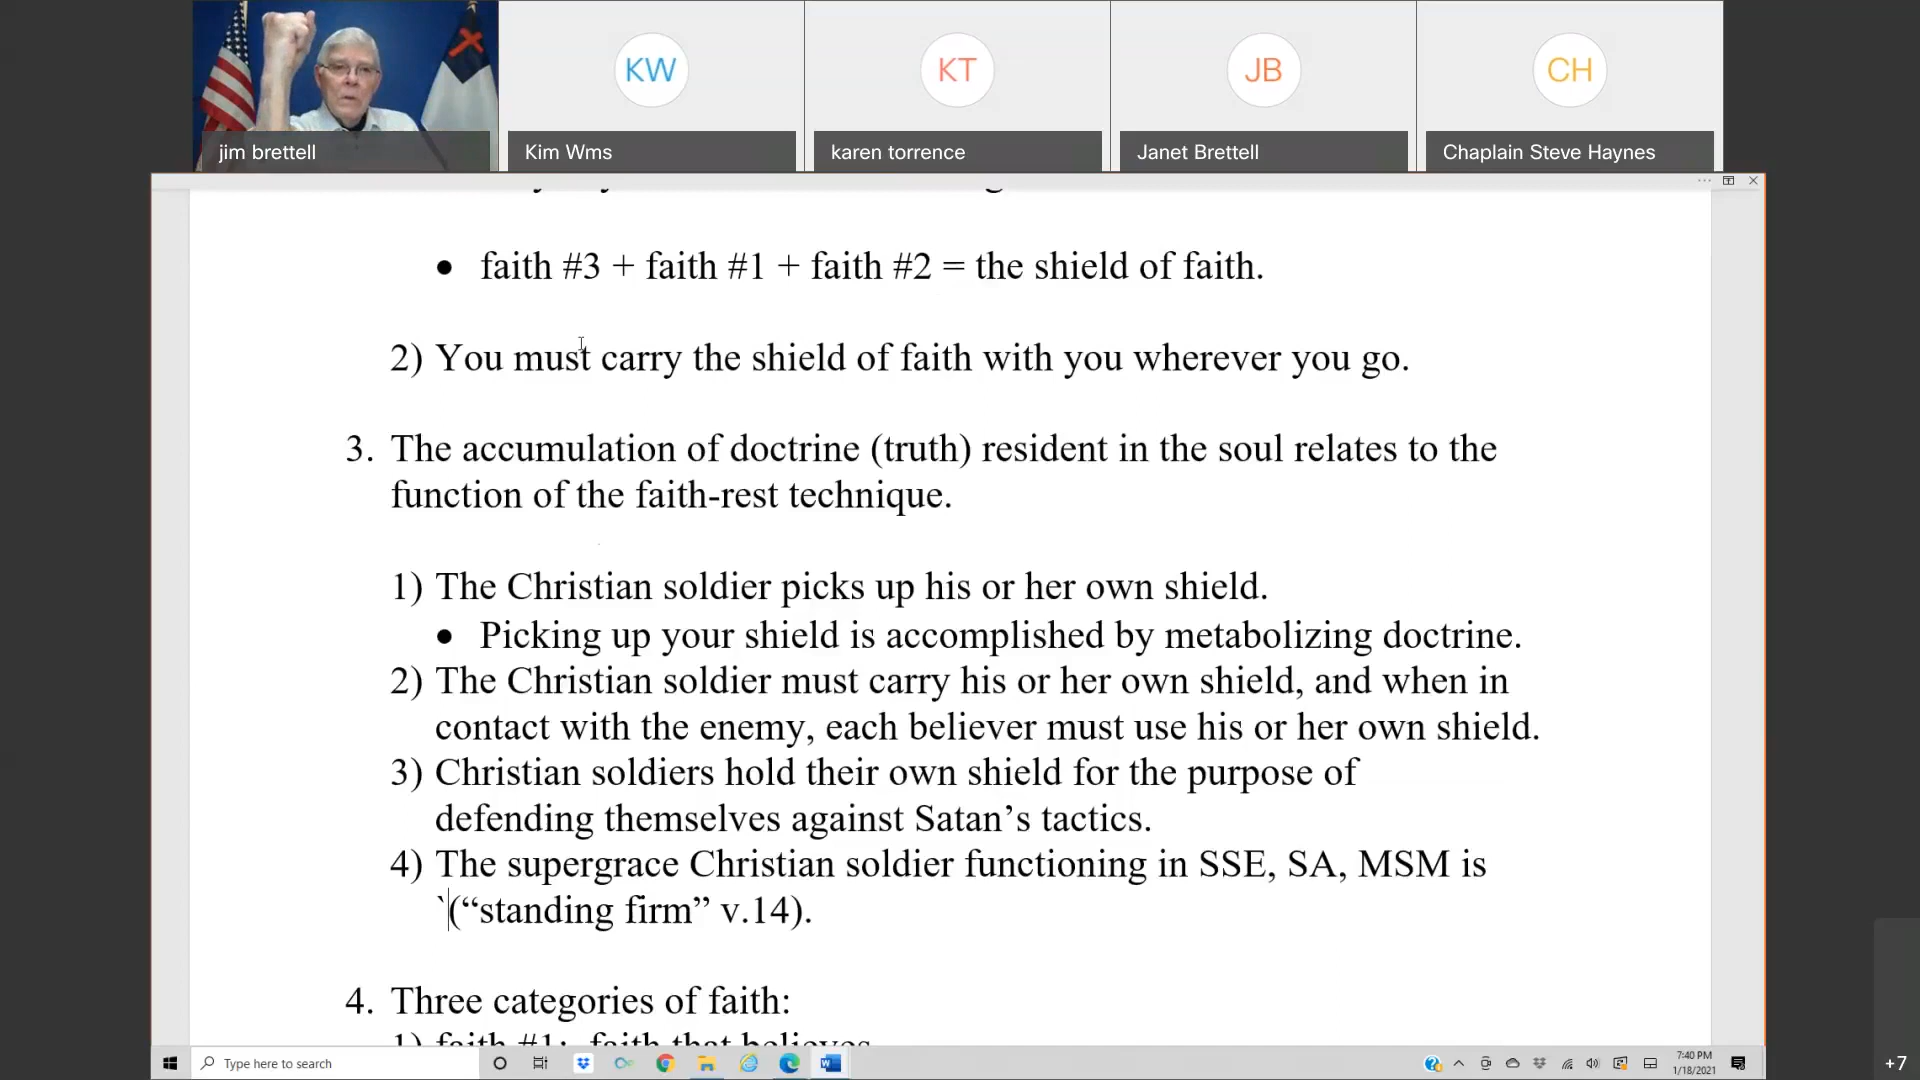 KW
KT
JB
CH
jim brettell
Kim Wms
karen torrence
Janet Brettell
Chaplain Steve Haynes
• faith #3 + faith #1 + faith #2 = the shield of faith.
2) You must carry the shield of faith with you wherever you go.
3. The accumulation of doctrine (truth) resident in the soul relates to the
function of the faith-rest technique.
1) The Christian soldier picks up his or her own shield.
• Picking up your shield is accomplished by metabolizing doctrine.
2) The Christian soldier must carry his or her own shield, and when in
contact with the enemy, each believer must use his or her own shield.
3) Christian soldiers hold their own shield for the purpose of
defending themselves against Satan’s tactics.
4) The supergrace Christian soldier functioning in SSE, SA, MSM is
`(“standing firm” v.14).
4. Three categories of faith:
1) faith #1: faith that believes
Type here to search
7:40 PM
1/18/2021
+7